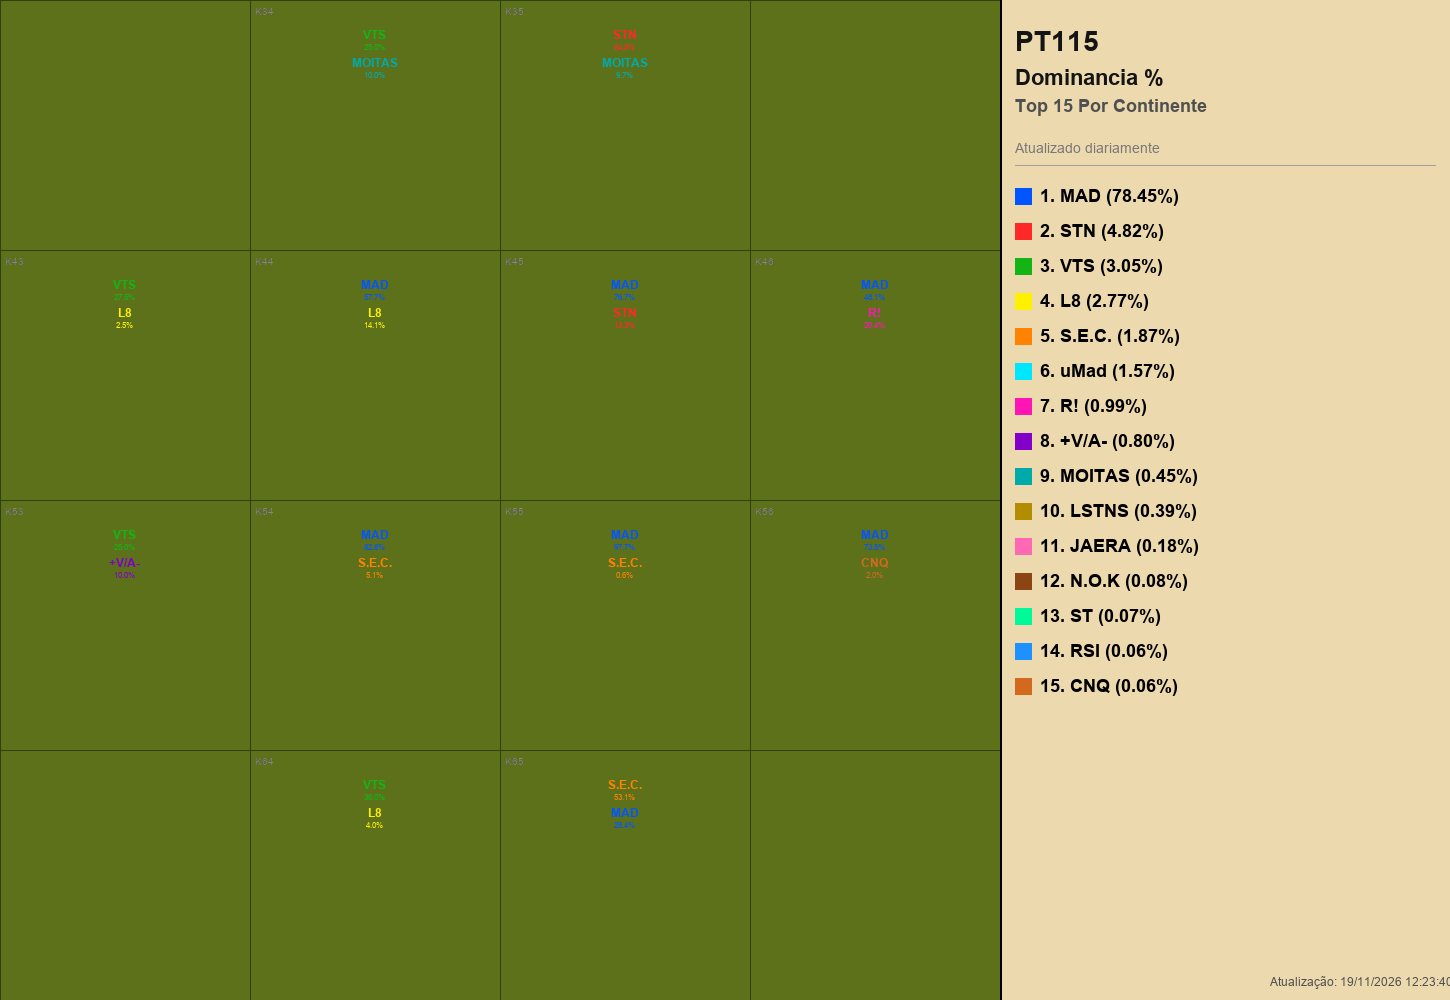 K34
VTS
MOITAS
10.0%
K35
STN
MOITAS
9.7%
K43
VTS
L8
2.5%
K44
MAD
L8
14.1%
K45
MAD
STN
K46
MAD
R!
K53
VTS
+V/A-
10.0%
K54
MAD
S.E.C.
5.1%
K55
MAD
S.E.C.
0.6%
K56
MAD
CNQ
2.0%
K64
VTS
L8
4.0%
K65
S.E.C.
53.1%
MAD
PT115
Dominancia %
Top 15 Por Continente
Atualizado diariamente
1. MAD (78.45%)
2. STN (4.82%)
3. VTS (3.05%)
4. L8 (2.77%)
5. S.E.C. (1.87%)
6. uMad (1.57%)
7. R! (0.99%)
8. +V/A- (0.80%)
9. MOITAS (0.45%)
10. LSTNS (0.39%)
11. JAERA (0.18%)
12. N.O.K (0.08%)
13. ST (0.07%)
14. RSI (0.06%)
15. CNQ (0.06%)
Atualização: 19/11/2026 12:23:40